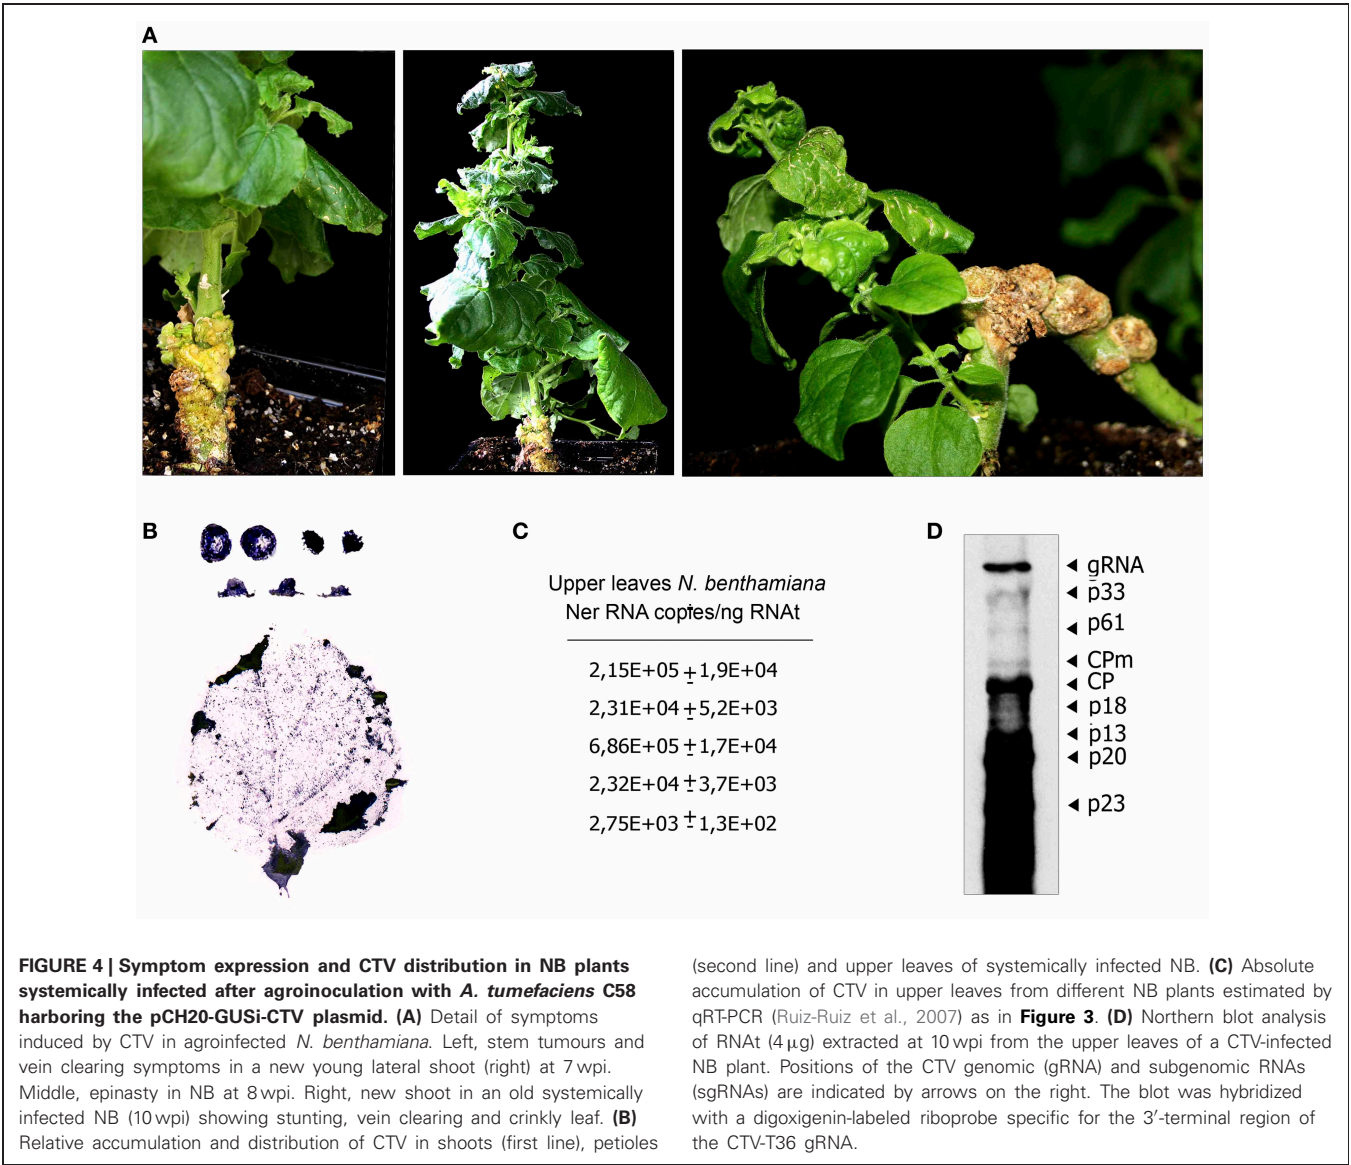 A
B
C
Upper leaves N. benthamiana
Ner RNA copies/ng RNAt
2,15E+05 ± 1,9E+04
2,31E+04 ± 5,2E+03
6,86E+05 ± 1,7E+04
2,32E+04 ± 3,7E+03
2,75E+03 ± 1,3E+02
D
gRNA
p33
p61
CPm
CP
p18
p13
p20
p23
FIGURE 4 | Symptom expression and CTV distribution in NB plants
systemically infected after agroinoculation with A. tumefaciens C58
harboring the pCH20-GUSi-CTV plasmid. (A) Detail of symptoms
induced by CTV in agroinfected N. benthamiana. Left, stem tumours and
vein clearing symptoms in a new young lateral shoot (right) at 7 wpi.
Middle, epinasty in NB at 8 wpi. Right, new shoot in an old systemically
infected NB (10 wpi) showing stunting, vein clearing and crinkly leaf. (B)
Relative accumulation and distribution of CTV in shoots (first line), petioles
(second line) and upper leaves of systemically infected NB. (C) Absolute
accumulation of CTV in upper leaves from different NB plants estimated by
qRT-PCR (Ruiz-Ruiz et al., 2007) as in Figure 3. (D) Northern blot analysis
of RNAt (4 μg) extracted at 10 wpi from the upper leaves of a CTV-infected
NB plant. Positions of the CTV genomic (gRNA) and subgenomic RNAs
(sgRNAs) are indicated by arrows on the right. The blot was hybridized
with a digoxigenin-labeled riboprobe specific for the 3′-terminal region of
the CTV-T36 gRNA.